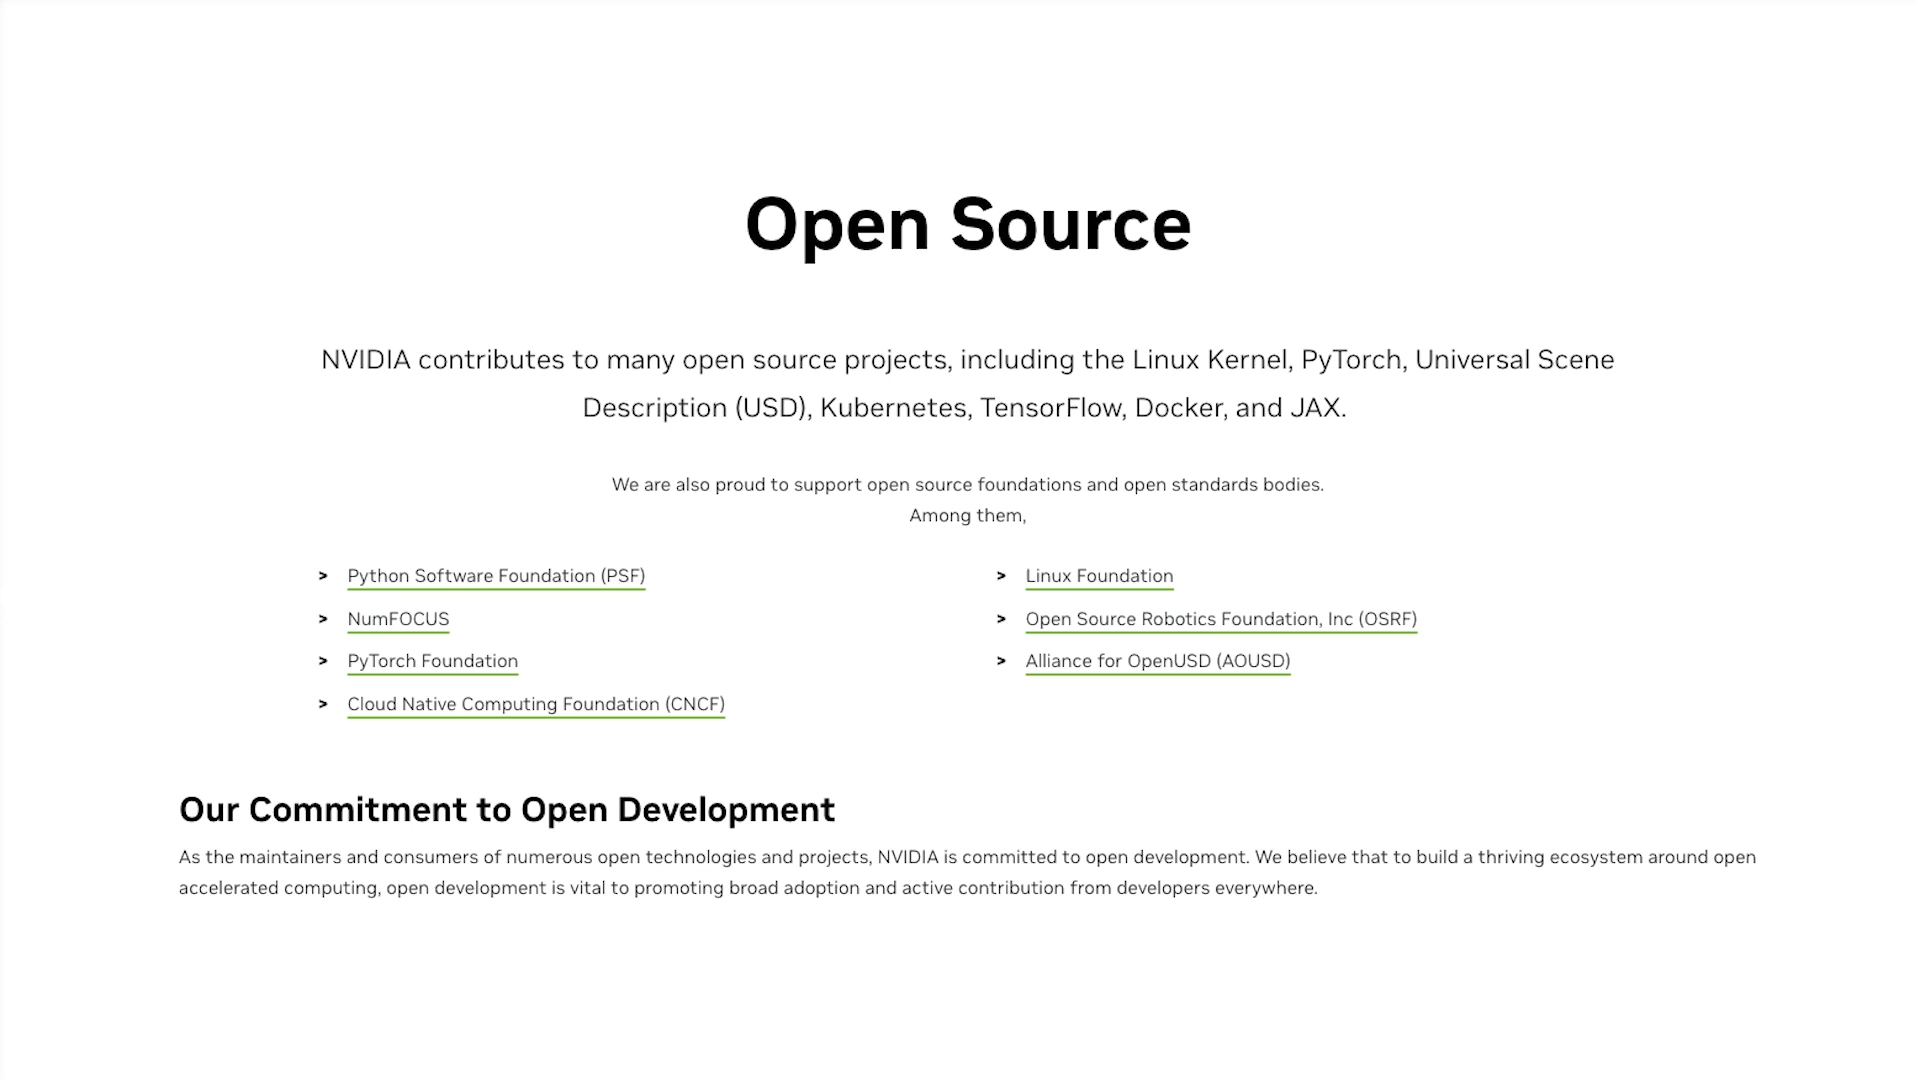 Open Source
NVIDIA contributes to many open source projects, including the Linux Kernel, PyTorch, Universal Scene
Description (USD), Kubernetes, TensorFlow, Docker, and JAX.
We are also proud to support open source foundations and open standards bodies.
Among them,
> Python Software Foundation (PSF)
> NumFOCUS
> PyTorch Foundation
> Cloud Native Computing Foundation (CNCF)
> Linux Foundation
> Open Source Robotics Foundation, Inc (OSRF)
> Alliance for OpenUSD (AOUSD)
Our Commitment to Open Development
As the maintainers and consumers of numerous open technologies and projects, NVIDIA is committed to open development. We believe that to build a thriving ecosystem around open
accelerated computing, open development is vital to promoting broad adoption and active contribution from developers everywhere.